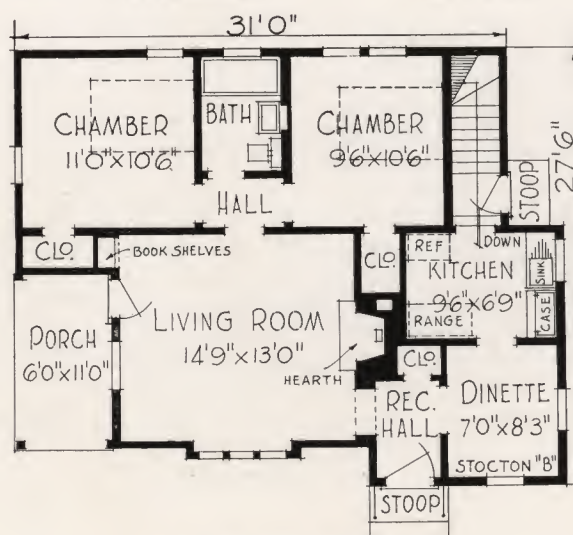 31'0"
CHAMBER
11'0"X10'6"
BATH
CHAMBER
9'6"X10'6"
27'6"
STOOP
HALL
CLO.
BOOK SHELVES
CLO.
REF
DOWN
KITCHEN
9'6"X6'9"
SINK
CASE
RANGE
PORCH
6'0"X11'0"
LIVING ROOM
14'9"X13'0"
HEARTH
CLO.
REC.
HALL
DINETTE
7'0"X8'3"
STOCTON "B"
STOOP